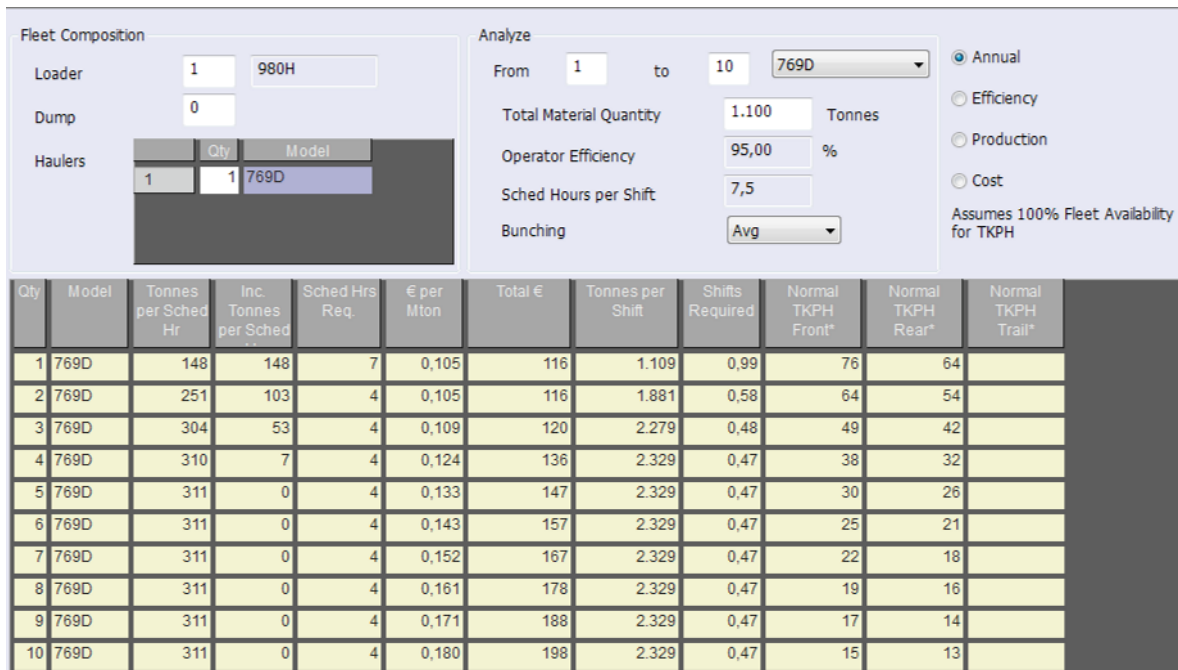 Fleet Composition
Loader 1 980H
Dump 0
Haulers
Qty Model
1 1 769D
Analyze
From 1 to 10 769D
Total Material Quantity 1.100 Tonnes
Operator Efficiency 95,00 %
Sched Hours per Shift 7,5
Bunching Avg
Annual
Efficiency
Production
Cost
Assumes 100% Fleet Availability
for TKPH
Qty Model Tonnes per Sched Hr Inc. Tonnes per Sched Sched Hrs Req. € per Mton Total € Tonnes per Shift Shifts Required Normal TKPH Front* Normal TKPH Rear* Normal TKPH Trail*
1 769D 148 148 7 0,105 116 1.109 0,99 76 64
2 769D 251 103 4 0,105 116 1.881 0,58 64 54
3 769D 304 53 4 0,109 120 2.279 0,48 49 42
4 769D 310 7 4 0,124 136 2.329 0,47 38 32
5 769D 311 0 4 0,133 147 2.329 0,47 30 26
6 769D 311 0 4 0,143 157 2.329 0,47 25 21
7 769D 311 0 4 0,152 167 2.329 0,47 22 18
8 769D 311 0 4 0,161 178 2.329 0,47 19 16
9 769D 311 0 4 0,171 188 2.329 0,47 17 14
10 769D 311 0 4 0,180 198 2.329 0,47 15 13